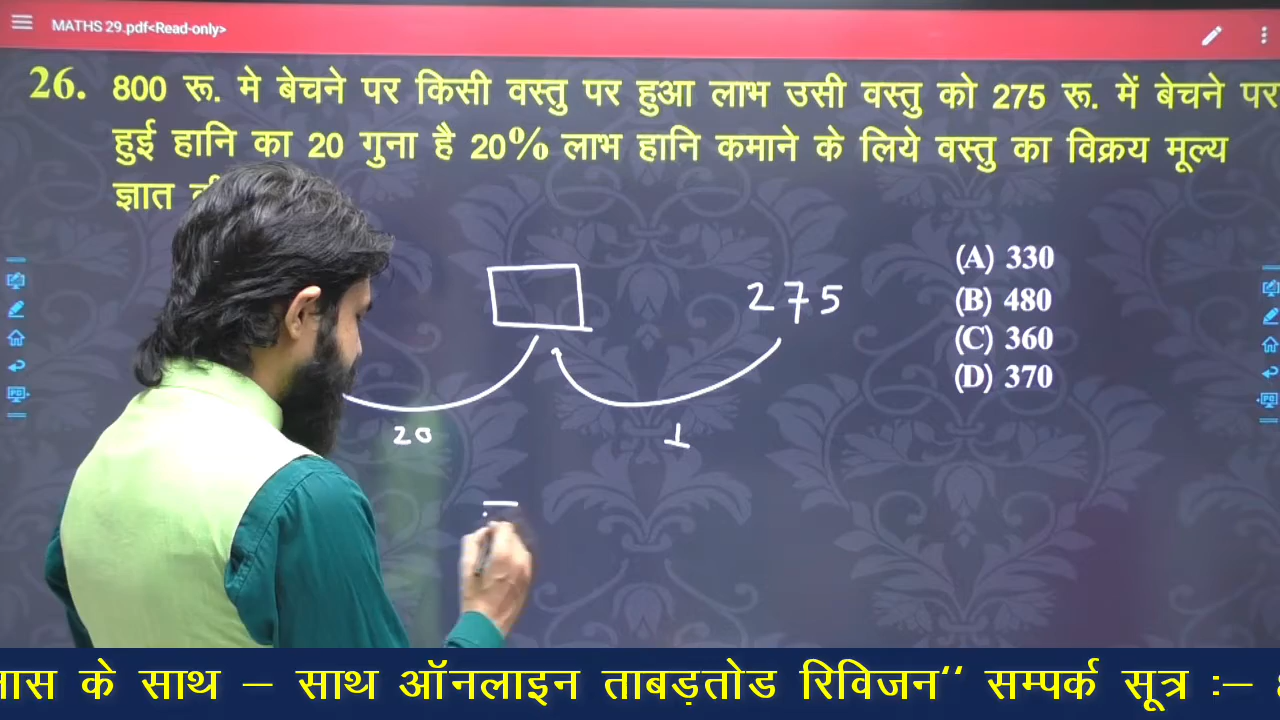 MATHS 29.pdf<Read-only>
26. 800 रू. मे बेचने पर किसी वस्तु पर हुआ लाभ उसी वस्तु को 275 रू. में बेचने पर
हुई हानि का 20 गुना है 20% लाभ हानि कमाने के लिये वस्तु का विक्रय मूल्य
ज्ञात
275
20
1
(A) 330
(B) 480
(C) 360
(D) 370
के साथ – साथ ऑनलाइन ताबड़तोड रिविजन‘‘ सम्पर्क सूत्र :–